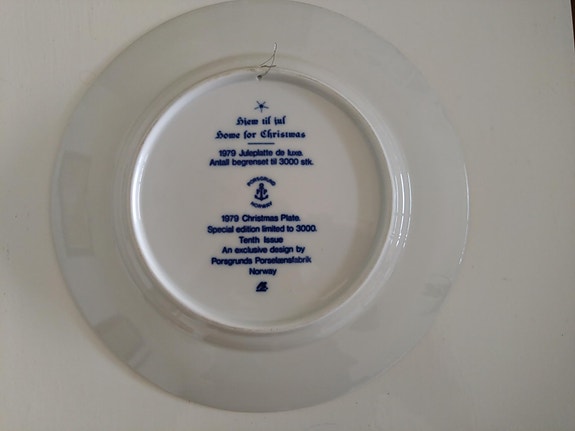 Hjem til jul
Home for Christmas
1979 Juleplatte de luxe.
Antall begrenset til 3000 stk.
PORSGRUND
NORWAY
1979 Christmas Plate.
Special edition limited to 3000.
Tenth Issue
An exclusive design by
Porsgrunds Porselænsfabrik
Norway